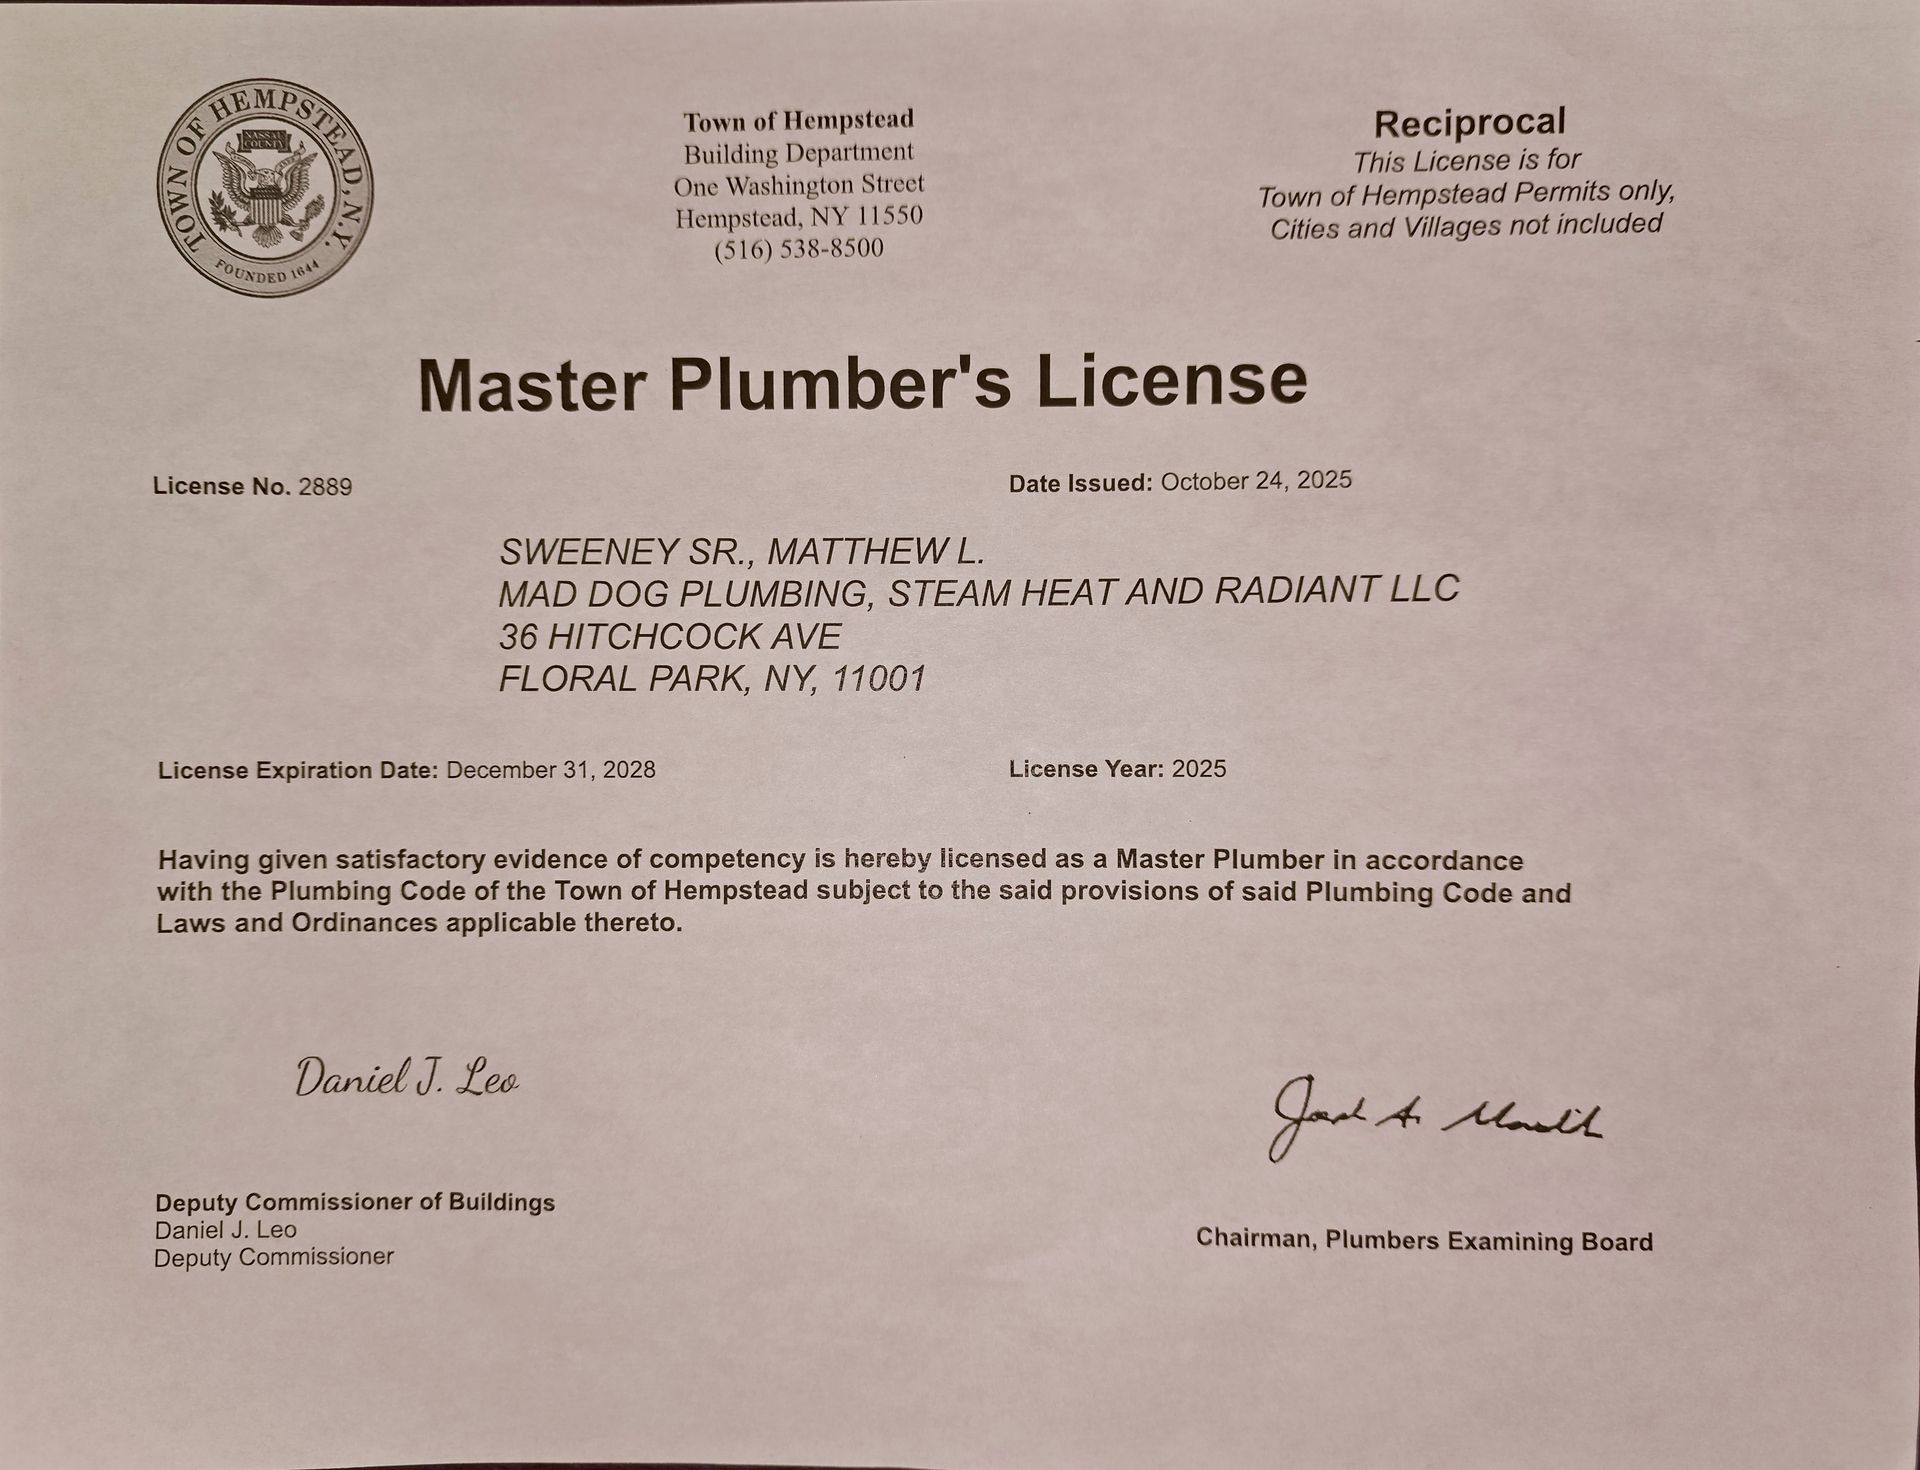 TOWN OF HEMPSTEAD, N.Y.
NASSAU
COUNTY
FOUNDED 1644
Town of Hempstead
Building Department
One Washington Street
Hempstead, NY 11550
(516) 538-8500
Reciprocal
This License is for
Town of Hempstead Permits only,
Cities and Villages not included
Master Plumber's License
License No. 2889
Date Issued: October 24, 2025
SWEENEY SR., MATTHEW L.
MAD DOG PLUMBING, STEAM HEAT AND RADIANT LLC
36 HITCHCOCK AVE
FLORAL PARK, NY, 11001
License Expiration Date: December 31, 2028
License Year: 2025
Having given satisfactory evidence of competency is hereby licensed as a Master Plumber in accordance
with the Plumbing Code of the Town of Hempstead subject to the said provisions of said Plumbing Code and
Laws and Ordinances applicable thereto.
Daniel J. Leo
Deputy Commissioner of Buildings
Daniel J. Leo
Deputy Commissioner
Chairman, Plumbers Examining Board